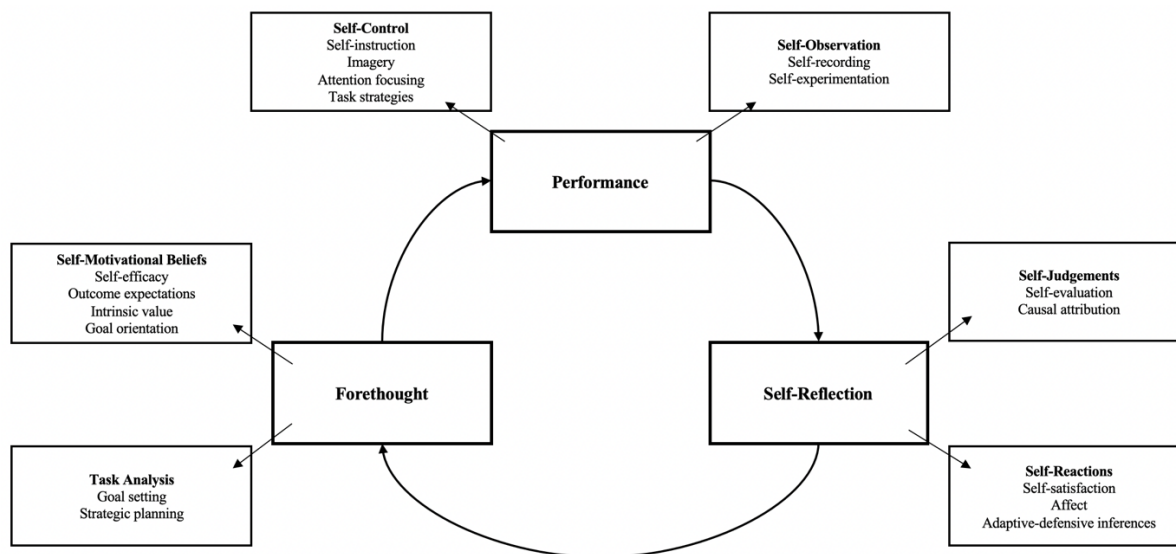 Self-Control
Self-instruction
Imagery
Attention focusing
Task strategies
Self-Observation
Self-recording
Self-experimentation
Performance
Self-Motivational Beliefs
Self-efficacy
Outcome expectations
Intrinsic value
Goal orientation
Self-Judgements
Self-evaluation
Causal attribution
Forethought
Self-Reflection
Task Analysis
Goal setting
Strategic planning
Self-Reactions
Self-satisfaction
Affect
Adaptive-defensive inferences